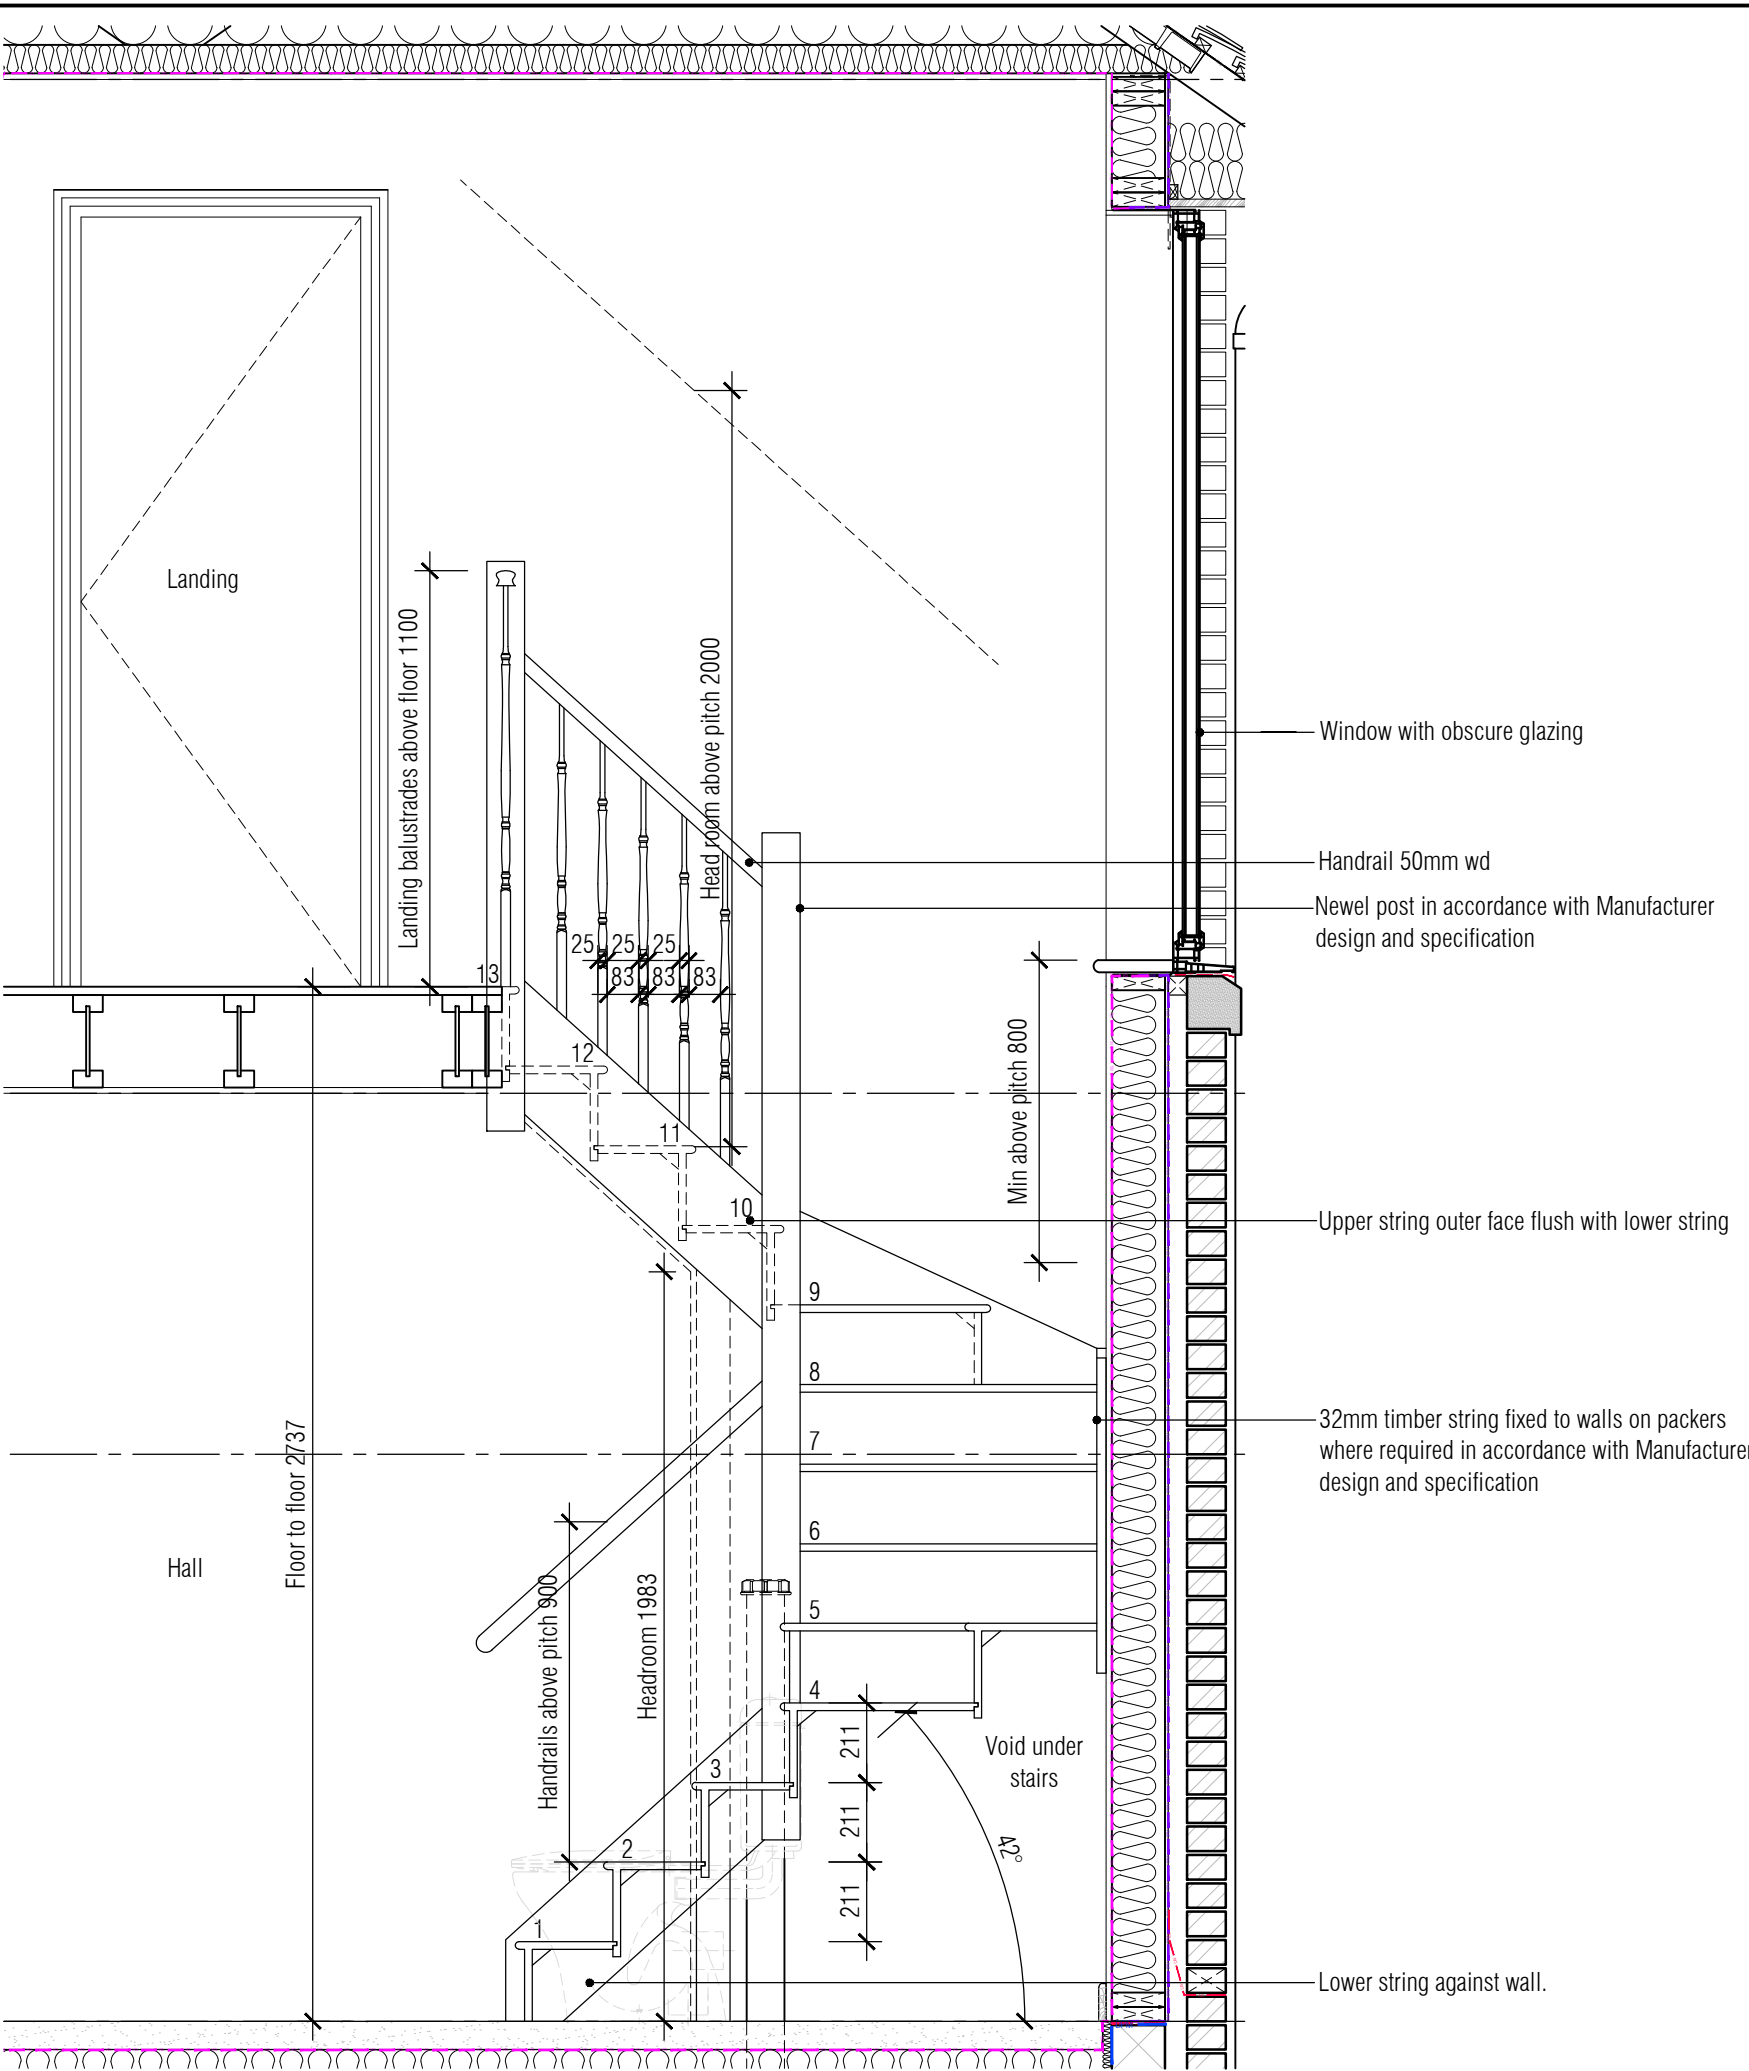 Landing
Landing balustrades above floor 1100
Head room above pitch 2000
Window with obscure glazing
Handrail 50mm wd
Newel post in accordance with Manufacturer
design and specification
25 25 25
83 83 83
13
12
11
10
9
8
7
6
5
4
3
2
1
Min above pitch 800
Upper string outer face flush with lower string
32mm timber string fixed to walls on packers
where required in accordance with Manufacturer
design and specification
Floor to floor 2737
Hall
Handrails above pitch 900
Headroom 1983
211
211
211
Void under
stairs
42°
Lower string against wall.